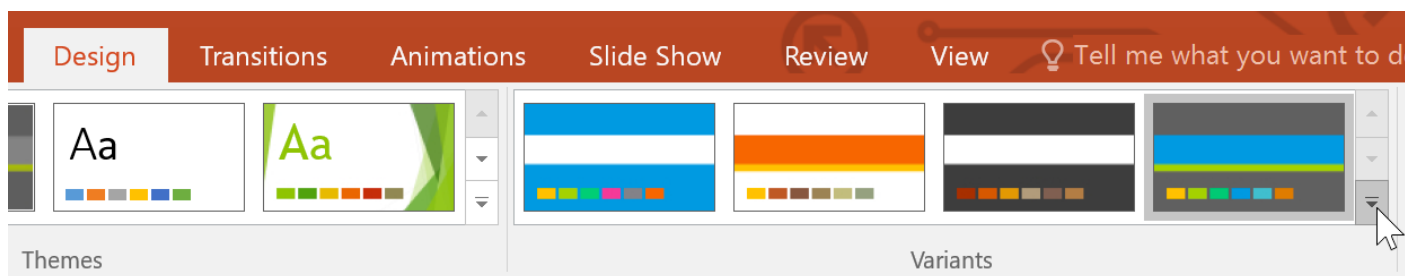 Design Transitions Animations Slide Show Review View Tell me what you want to d
Aa Aa
Themes Variants